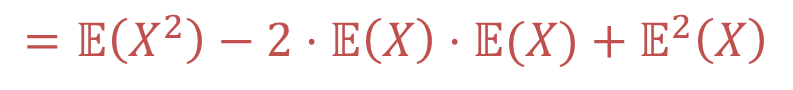 = 𝔼(𝑋²) − 2 · 𝔼(𝑋) · 𝔼(𝑋) + 𝔼²(𝑋)